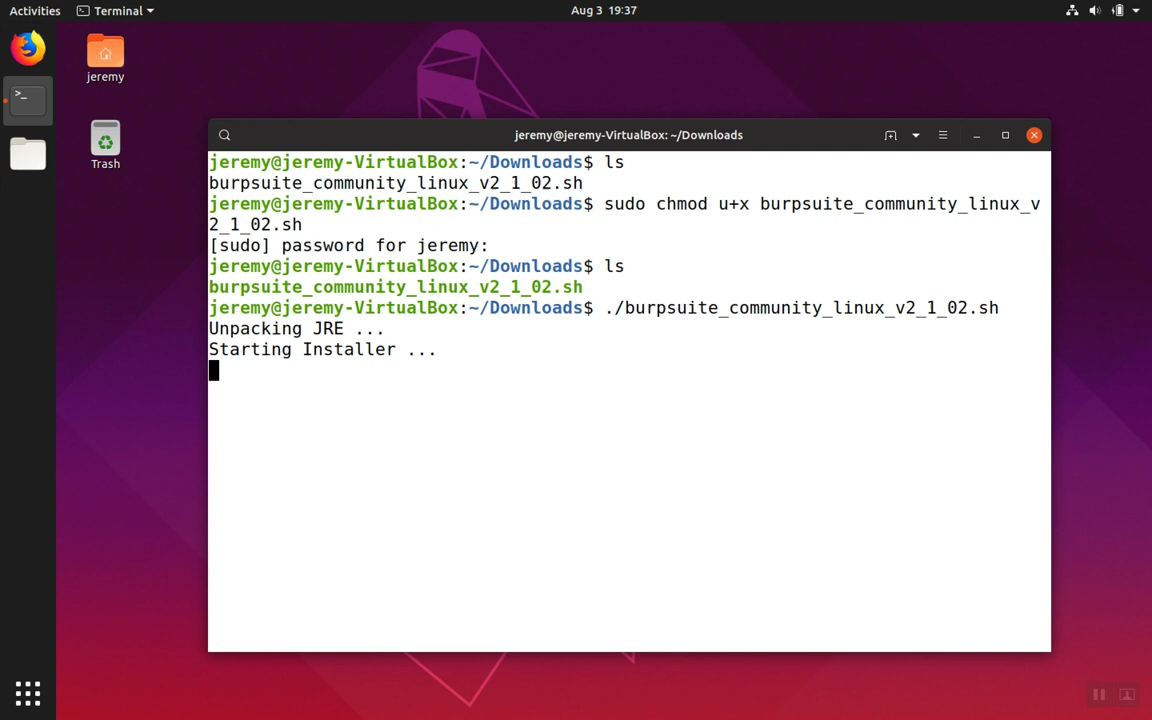 Activities Terminal Aug 3 19:37
jeremy
Trash
jeremy@jeremy-VirtualBox: ~/Downloads
jeremy@jeremy-VirtualBox:~/Downloads$ ls
burpsuite_community_linux_v2_1_02.sh
jeremy@jeremy-VirtualBox:~/Downloads$ sudo chmod u+x burpsuite_community_linux_v
2_1_02.sh
[sudo] password for jeremy:
jeremy@jeremy-VirtualBox:~/Downloads$ ls
burpsuite_community_linux_v2_1_02.sh
jeremy@jeremy-VirtualBox:~/Downloads$ ./burpsuite_community_linux_v2_1_02.sh
Unpacking JRE ...
Starting Installer ...